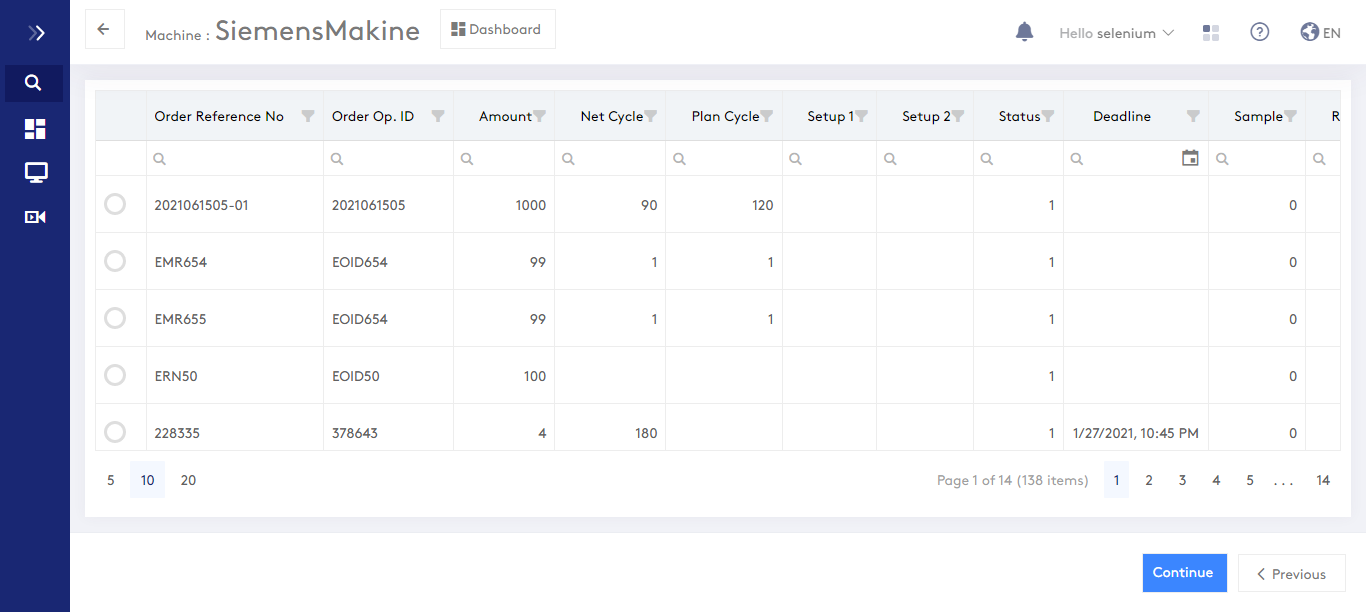 Machine : SiemensMakine Dashboard Hello selenium EN
Order Reference No Order Op. ID Amount Net Cycle Plan Cycle Setup 1 Setup 2 Status Deadline Sample R
2021061505-01 2021061505 1000 90 120 1 0
EMR654 EOID654 99 1 1 1 0
EMR655 EOID654 99 1 1 1 0
ERN50 EOID50 100 1 0
228335 378643 4 180 1 1/27/2021, 10:45 PM 0
5 10 20 Page 1 of 14 (138 items) 1 2 3 4 5 ... 14
Continue Previous